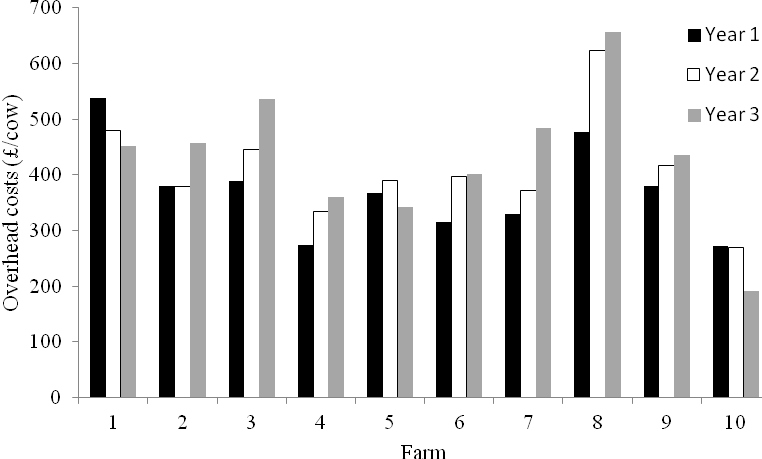 700
600
500
400
300
200
100
0
Overhead costs (£/cow)
Year 1
Year 2
Year 3
1 2 3 4 5 6 7 8 9 10
Farm